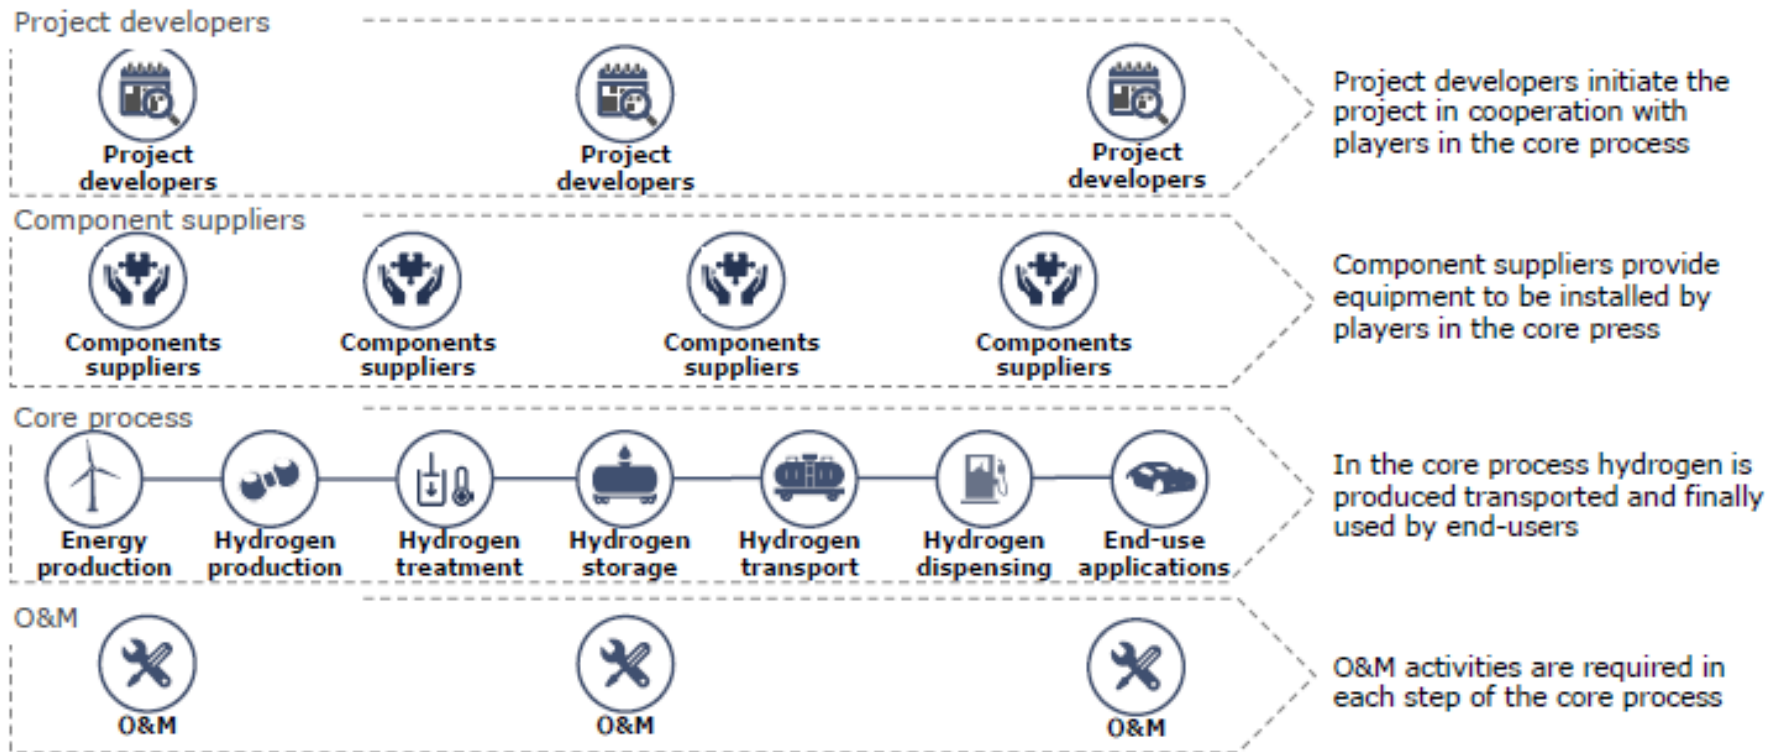 Project developers
Project
developers
Project
developers
Project
developers
Project developers initiate the
project in cooperation with
players in the core process
Component suppliers
Components
suppliers
Components
suppliers
Components
suppliers
Components
suppliers
Component suppliers provide
equipment to be installed by
players in the core press
Core process
Energy
production
Hydrogen
production
Hydrogen
treatment
Hydrogen
storage
Hydrogen
transport
Hydrogen
dispensing
End-use
applications
In the core process hydrogen is
produced transported and finally
used by end-users
O&M
O&M
O&M
O&M
O&M activities are required in
each step of the core process